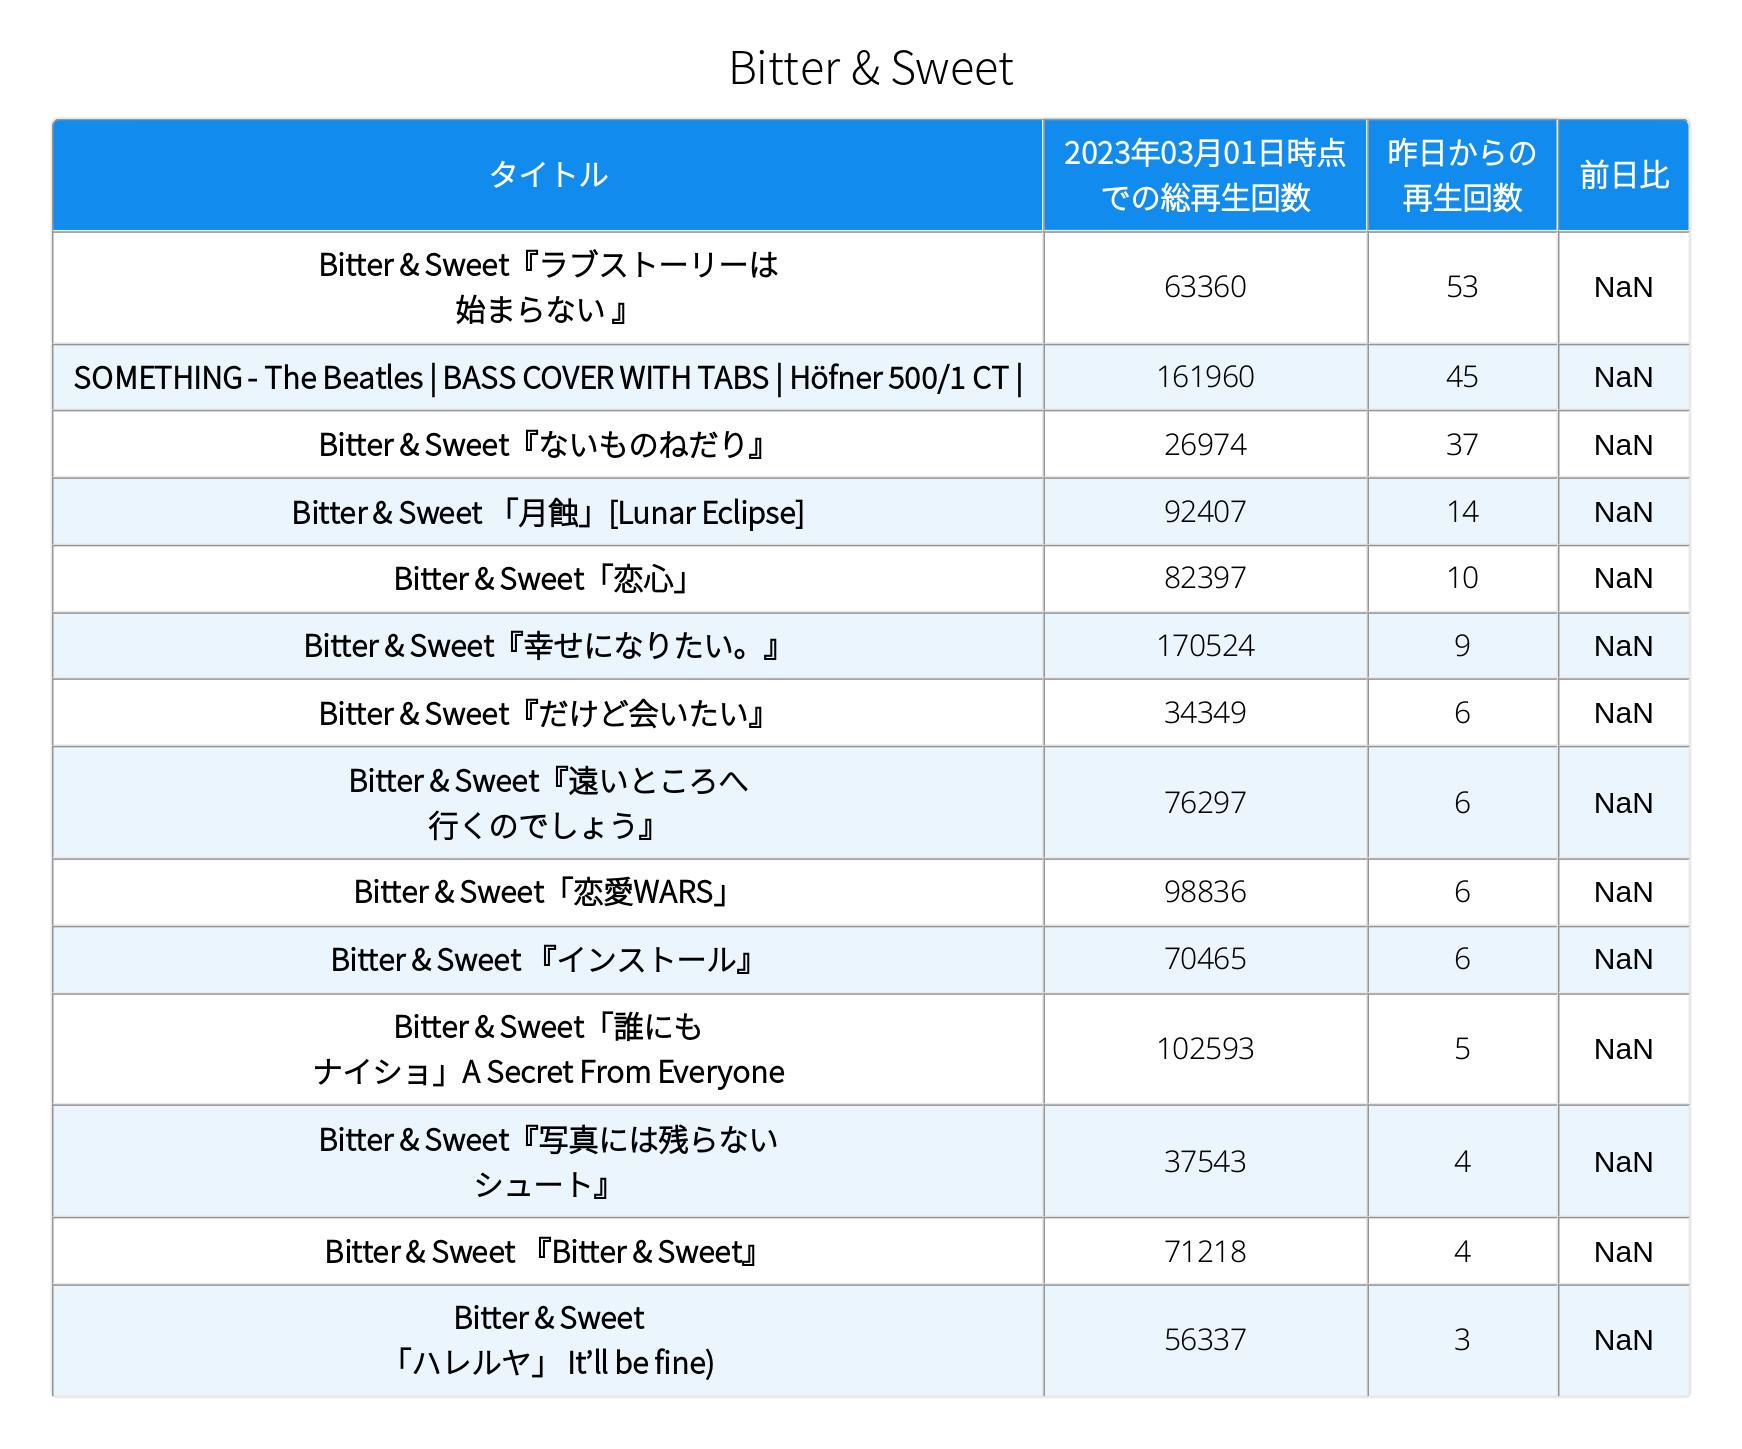 Bitter & Sweet
タイトル
2023年03月01日時点
での総再生回数
昨日からの
再生回数
前日比
Bitter & Sweet『ラブストーリーは
始まらない 』
63360
53
NaN
SOMETHING - The Beatles | BASS COVER WITH TABS | Höfner 500/1 CT |
161960
45
NaN
Bitter & Sweet『ないものねだり』
26974
37
NaN
Bitter & Sweet 「月蝕」[Lunar Eclipse]
92407
14
NaN
Bitter & Sweet「恋心」
82397
10
NaN
Bitter & Sweet『幸せになりたい。』
170524
9
NaN
Bitter & Sweet『だけど会いたい』
34349
6
NaN
Bitter & Sweet『遠いところへ
行くのでしょう』
76297
6
NaN
Bitter & Sweet「恋愛WARS」
98836
6
NaN
Bitter & Sweet 『インストール』
70465
6
NaN
Bitter & Sweet「誰にも
ナイショ」A Secret From Everyone
102593
5
NaN
Bitter & Sweet『写真には残らない
シュート』
37543
4
NaN
Bitter & Sweet 『Bitter & Sweet』
71218
4
NaN
Bitter & Sweet
「ハレルヤ」 It’ll be fine)
56337
3
NaN